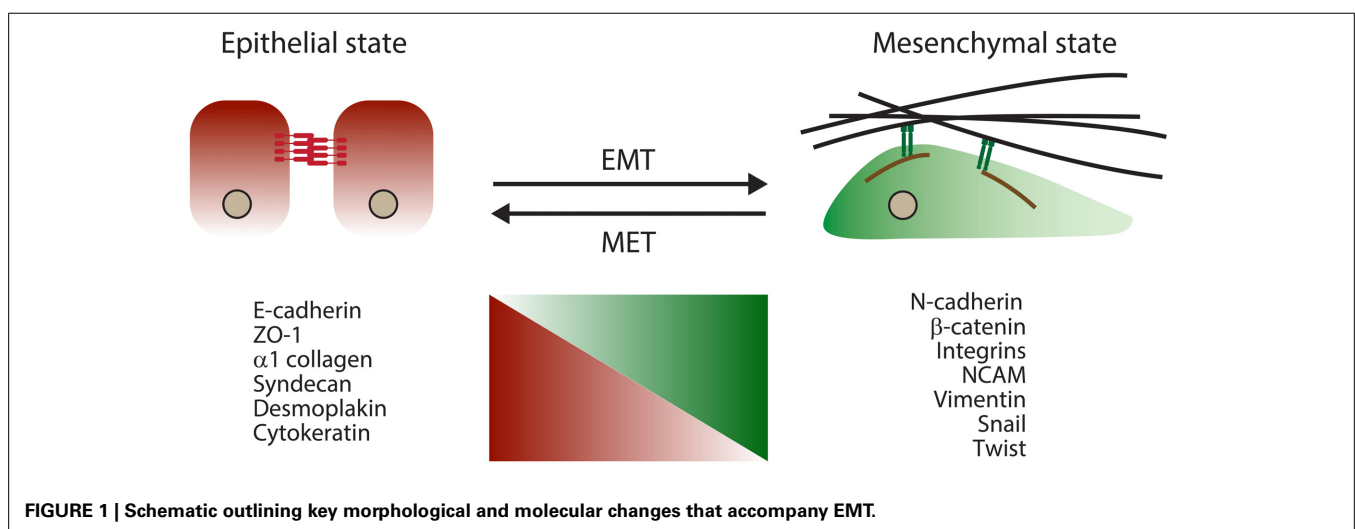 Epithelial state
Mesenchymal state
EMT
MET
E-cadherin
ZO-1
α1 collagen
Syndecan
Desmoplakin
Cytokeratin
N-cadherin
β-catenin
Integrins
NCAM
Vimentin
Snail
Twist
FIGURE 1 | Schematic outlining key morphological and molecular changes that accompany EMT.